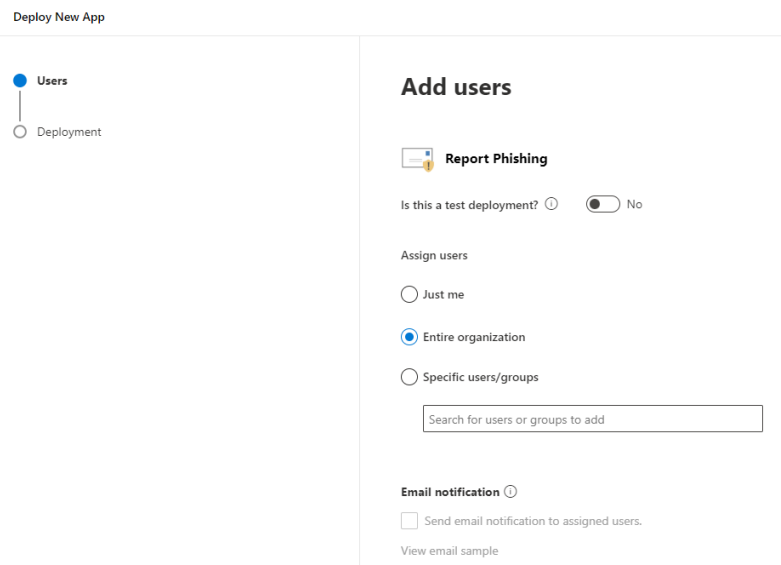 Deploy New App
Users
Deployment
Add users
Report Phishing
Is this a test deployment?
No
Assign users
Just me
Entire organization
Specific users/groups
Search for users or groups to add
Email notification
Send email notification to assigned users.
View email sample